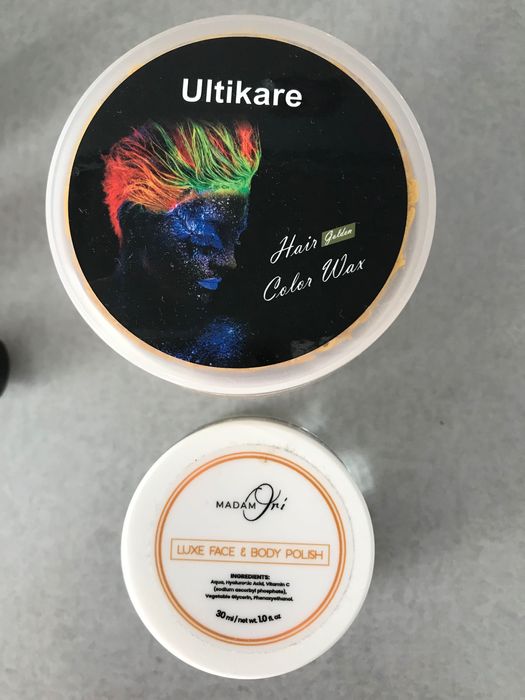 Ultikare
Hair Golden
Color Wax
MADAM Ori
LUXE FACE & BODY POLISH
INGREDIENTS:
Aqua, Hyaluronic Acid, Vitamin C
(sodium ascorbyl phosphate),
Vegetable Glycerin, Phenoxyethanol.
30 ml / net wt. 1.0 fl. oz